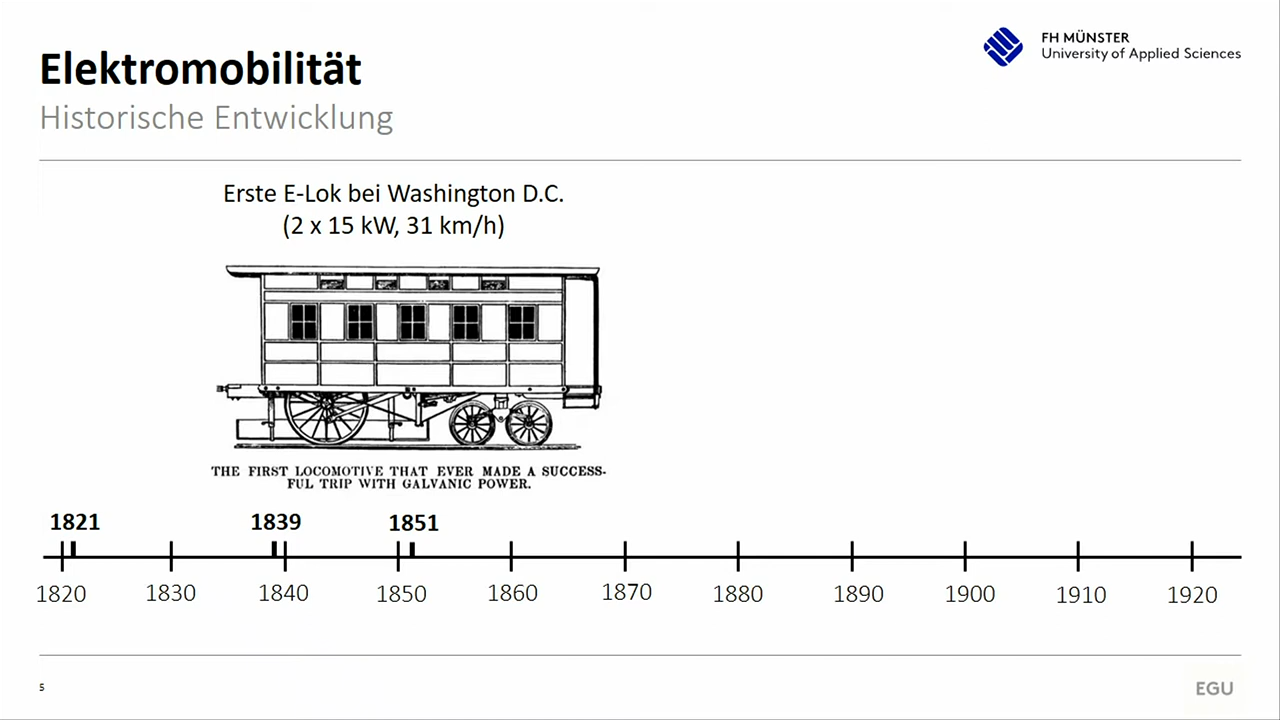 Elektromobilität
Historische Entwicklung
FH MÜNSTER
University of Applied Sciences
Erste E-Lok bei Washington D.C.
(2 x 15 kW, 31 km/h)
THE FIRST LOCOMOTIVE THAT EVER MADE A SUCCESS-
FUL TRIP WITH GALVANIC POWER.
1821 1839 1851
1820 1830 1840 1850 1860 1870 1880 1890 1900 1910 1920
5
EGU